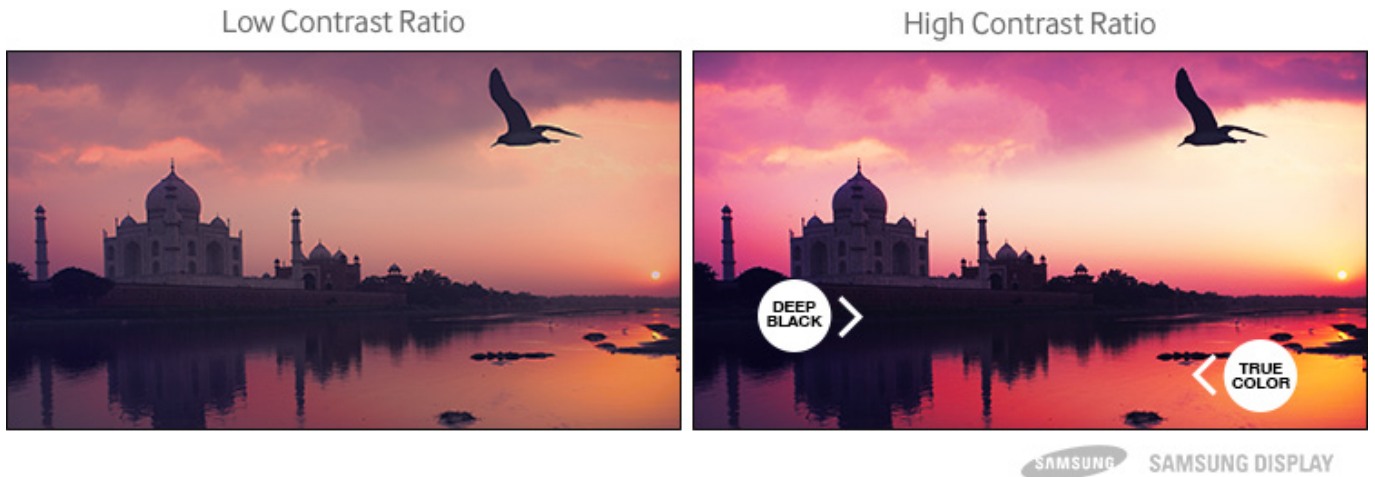 Low Contrast Ratio
High Contrast Ratio
DEEP
BLACK
TRUE
COLOR
SAMSUNG
SAMSUNG DISPLAY